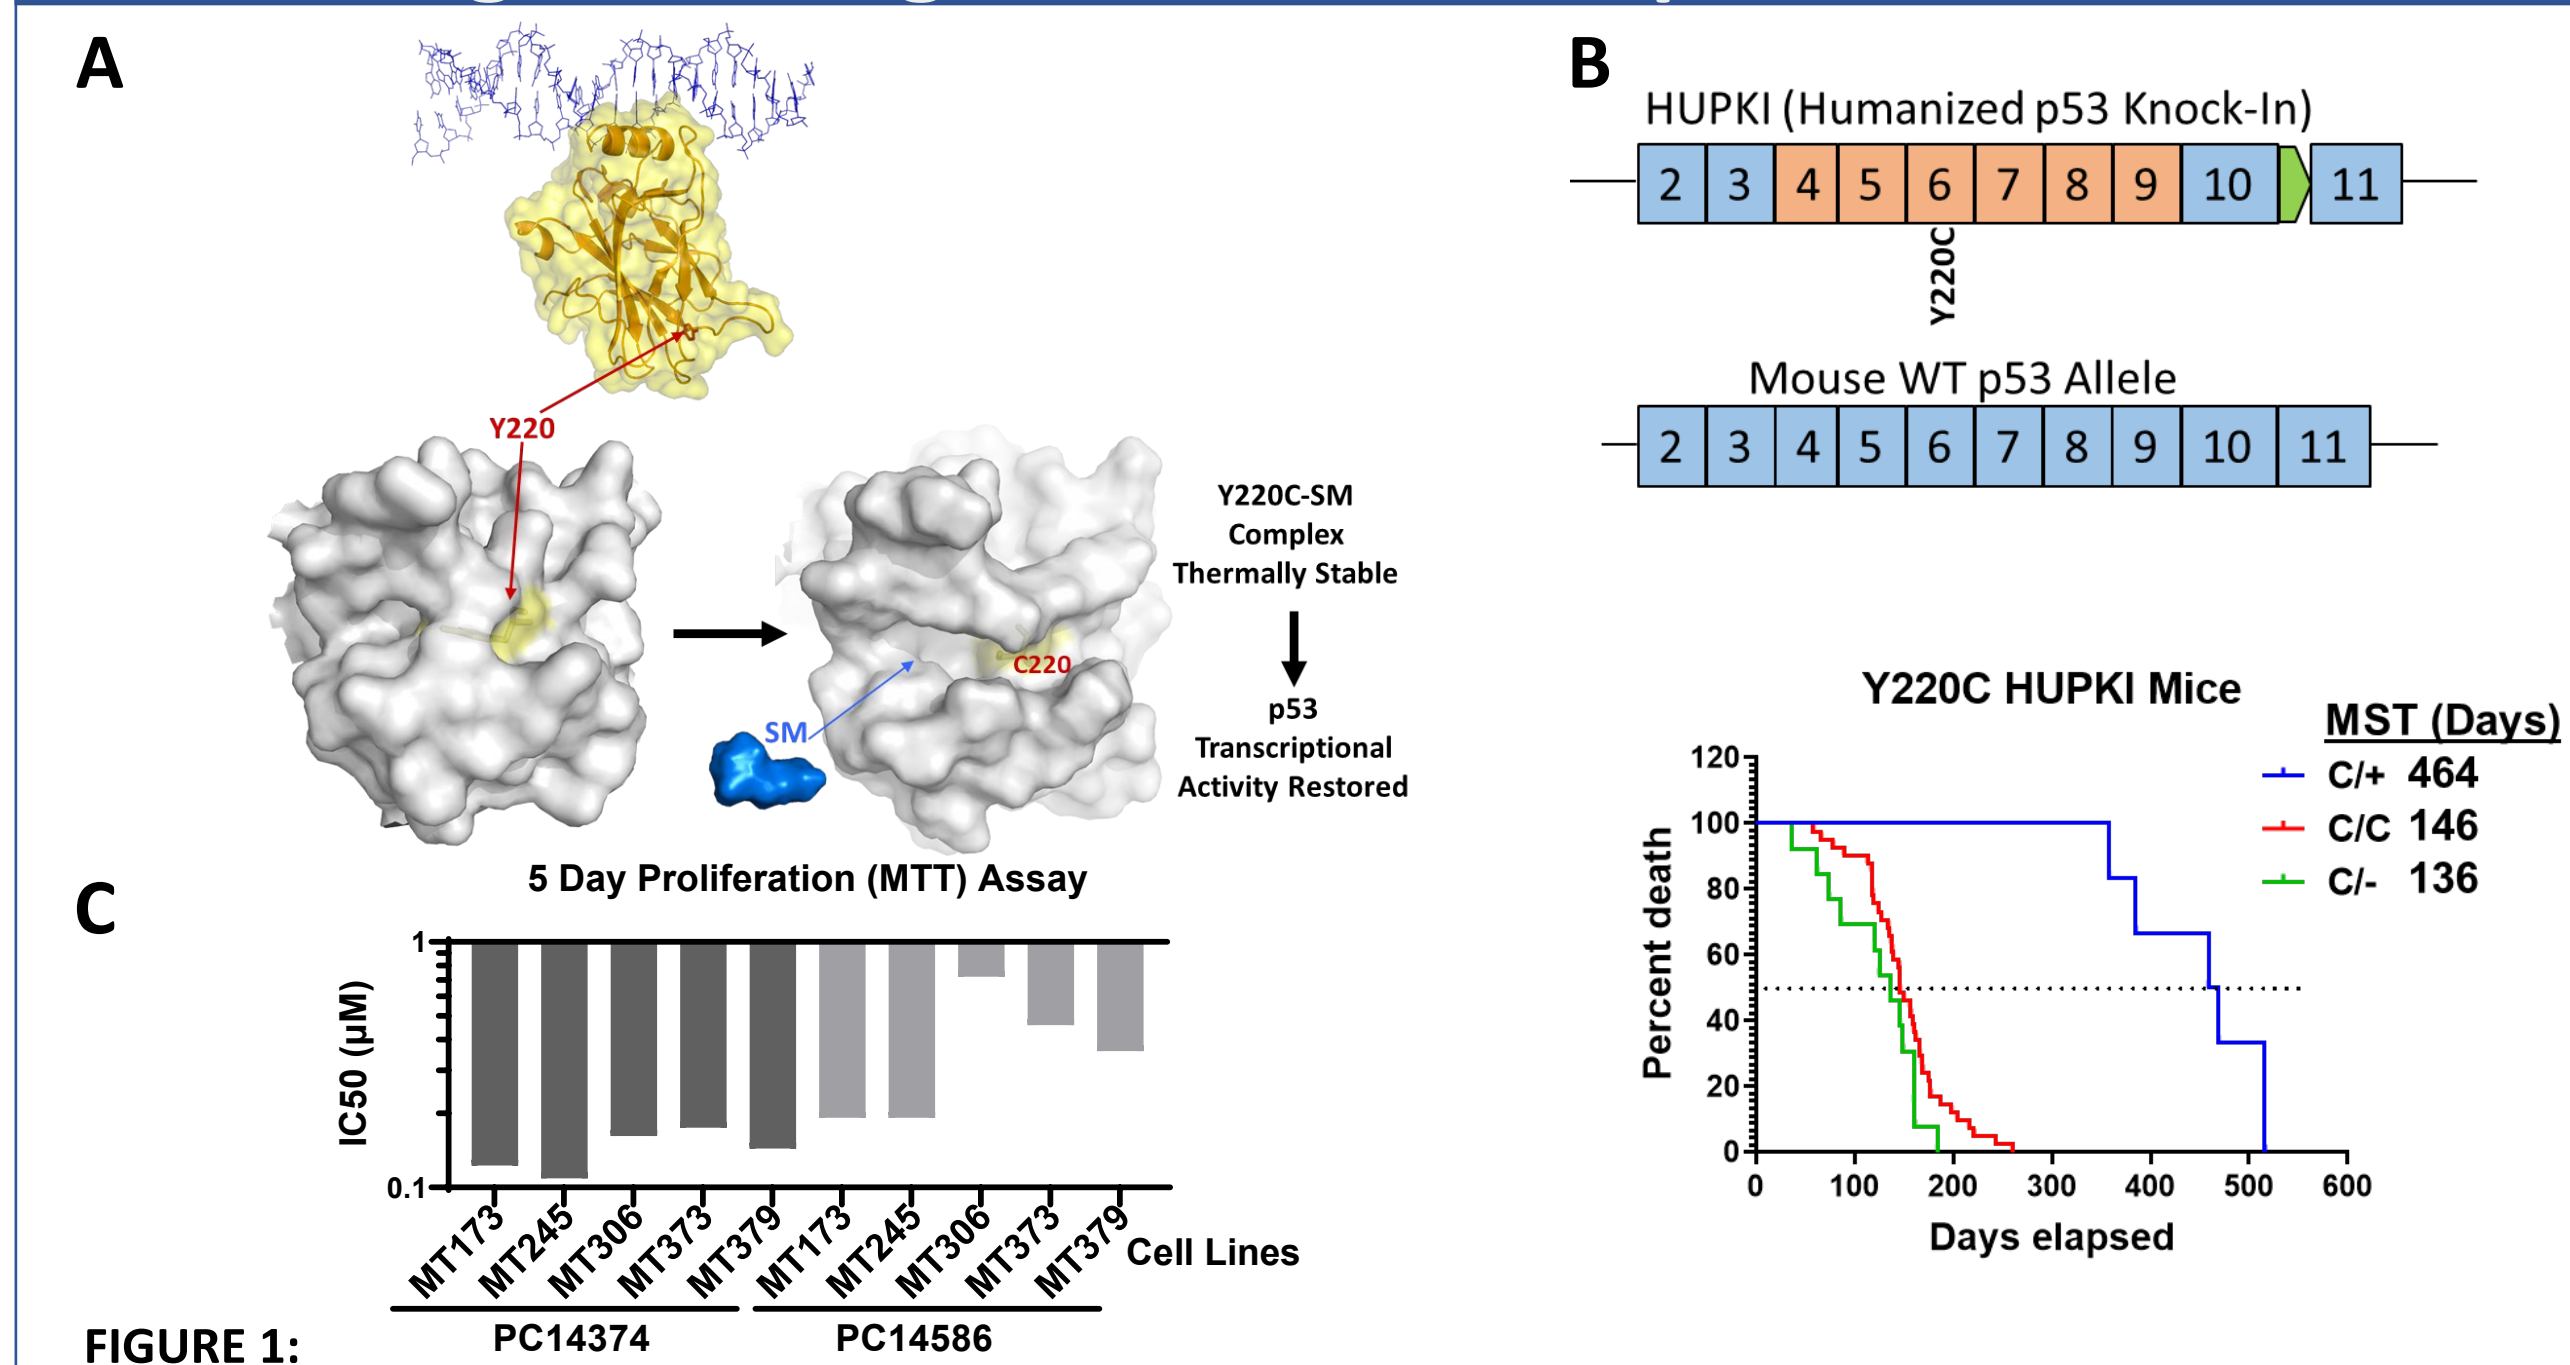 A
Y220
C220
SM
Y220C-SM
Complex
Thermally Stable
p53
Transcriptional
Activity Restored
B
HUPKI (Humanized p53 Knock-In)
2 3 4 5 6 7 8 9 10 11
Y220C
Mouse WT p53 Allele
2 3 4 5 6 7 8 9 10 11
Y220C HUPKI Mice
MST (Days)
C/+ 464
C/C 146
C/- 136
Percent death
120
100
80
60
40
20
0
0 100 200 300 400 500 600
Days elapsed
C
5 Day Proliferation (MTT) Assay
IC50 (μM)
1
0.1
MT173 MT245 MT306 MT373 MT379 MT173 MT245 MT306 MT373 MT379
Cell Lines
PC14374 PC14586
FIGURE 1: